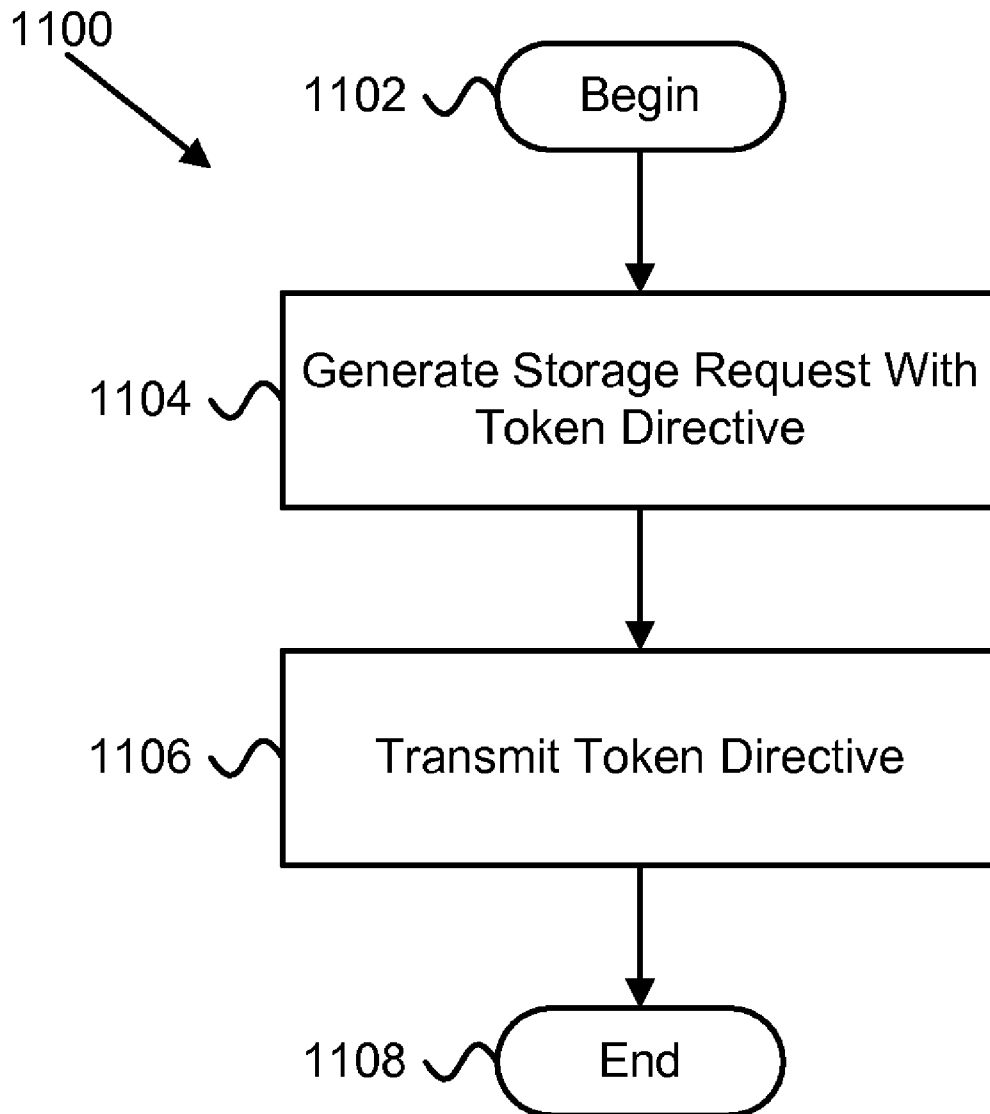 1100
1102
Begin
1104
Generate Storage Request With
Token Directive
1106
Transmit Token Directive
1108
End